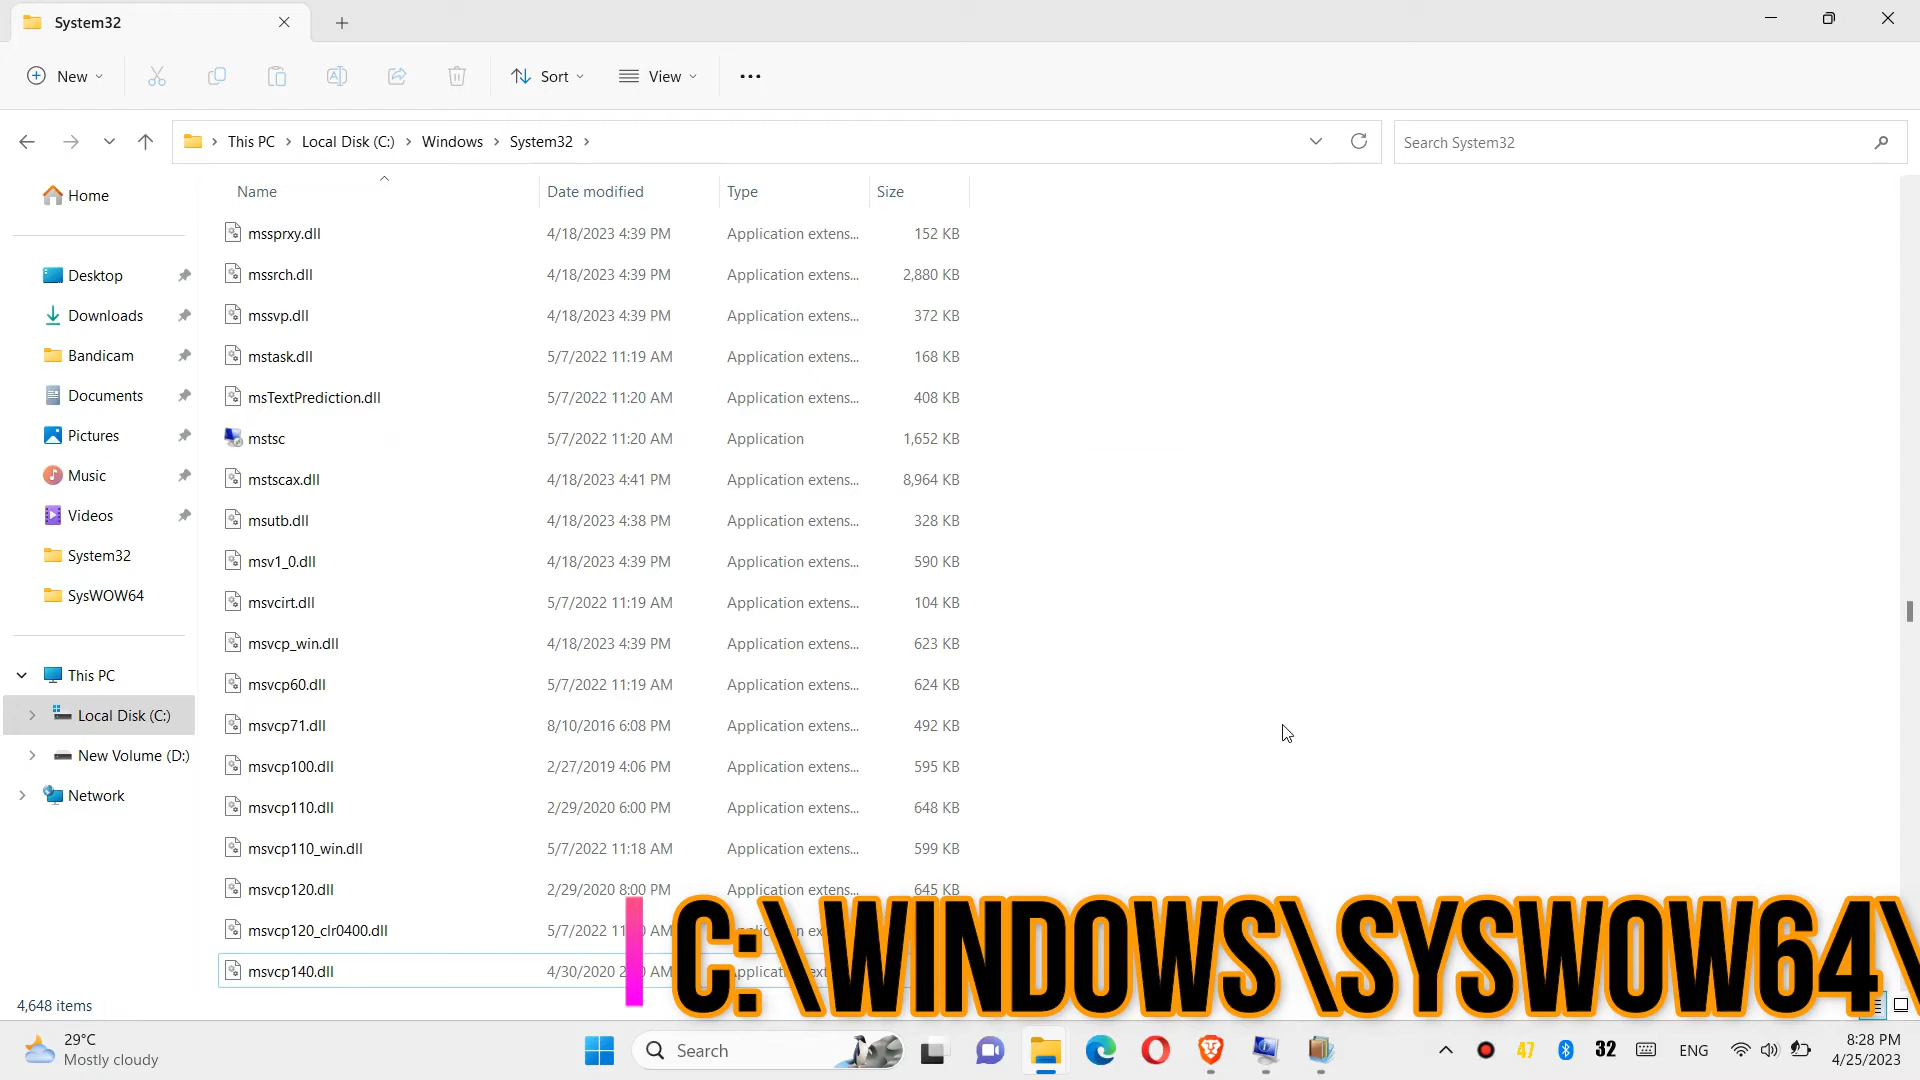 System32
New
Sort
View
This PC
Local Disk (C:)
Windows
System32
Search System32
Name
Date modified
Type
Size
Home
Desktop
Downloads
Bandicam
Documents
Pictures
Music
Videos
System32
SysWOW64
This PC
Local Disk (C:)
New Volume (D:)
Network
mssprxy.dll 4/18/2023 4:39 PM Application extens... 152 KB
mssrch.dll 4/18/2023 4:39 PM Application extens... 2,880 KB
mssvp.dll 4/18/2023 4:39 PM Application extens... 372 KB
mstask.dll 5/7/2022 11:19 AM Application extens... 168 KB
msTextPrediction.dll 5/7/2022 11:20 AM Application extens... 408 KB
mstsc 5/7/2022 11:20 AM Application 1,652 KB
mstscax.dll 4/18/2023 4:41 PM Application extens... 8,964 KB
msutb.dll 4/18/2023 4:38 PM Application extens... 328 KB
msv1_0.dll 4/18/2023 4:39 PM Application extens... 590 KB
msvcirt.dll 5/7/2022 11:19 AM Application extens... 104 KB
msvcp_win.dll 4/18/2023 4:39 PM Application extens... 623 KB
msvcp60.dll 5/7/2022 11:19 AM Application extens... 624 KB
msvcp71.dll 8/10/2016 6:08 PM Application extens... 492 KB
msvcp100.dll 2/27/2019 4:06 PM Application extens... 595 KB
msvcp110.dll 2/29/2020 6:00 PM Application extens... 648 KB
msvcp110_win.dll 5/7/2022 11:18 AM Application extens... 599 KB
msvcp120.dll 2/29/2020 8:00 PM Application extens... 645 KB
msvcp120_clr0400.dll 5/7/2022 AM
msvcp140.dll 4/30/2020 AM
C:\WINDOWS\SYSWOW64\
4,648 items
29°C
Mostly cloudy
Search
47
32
ENG
8:28 PM
4/25/2023